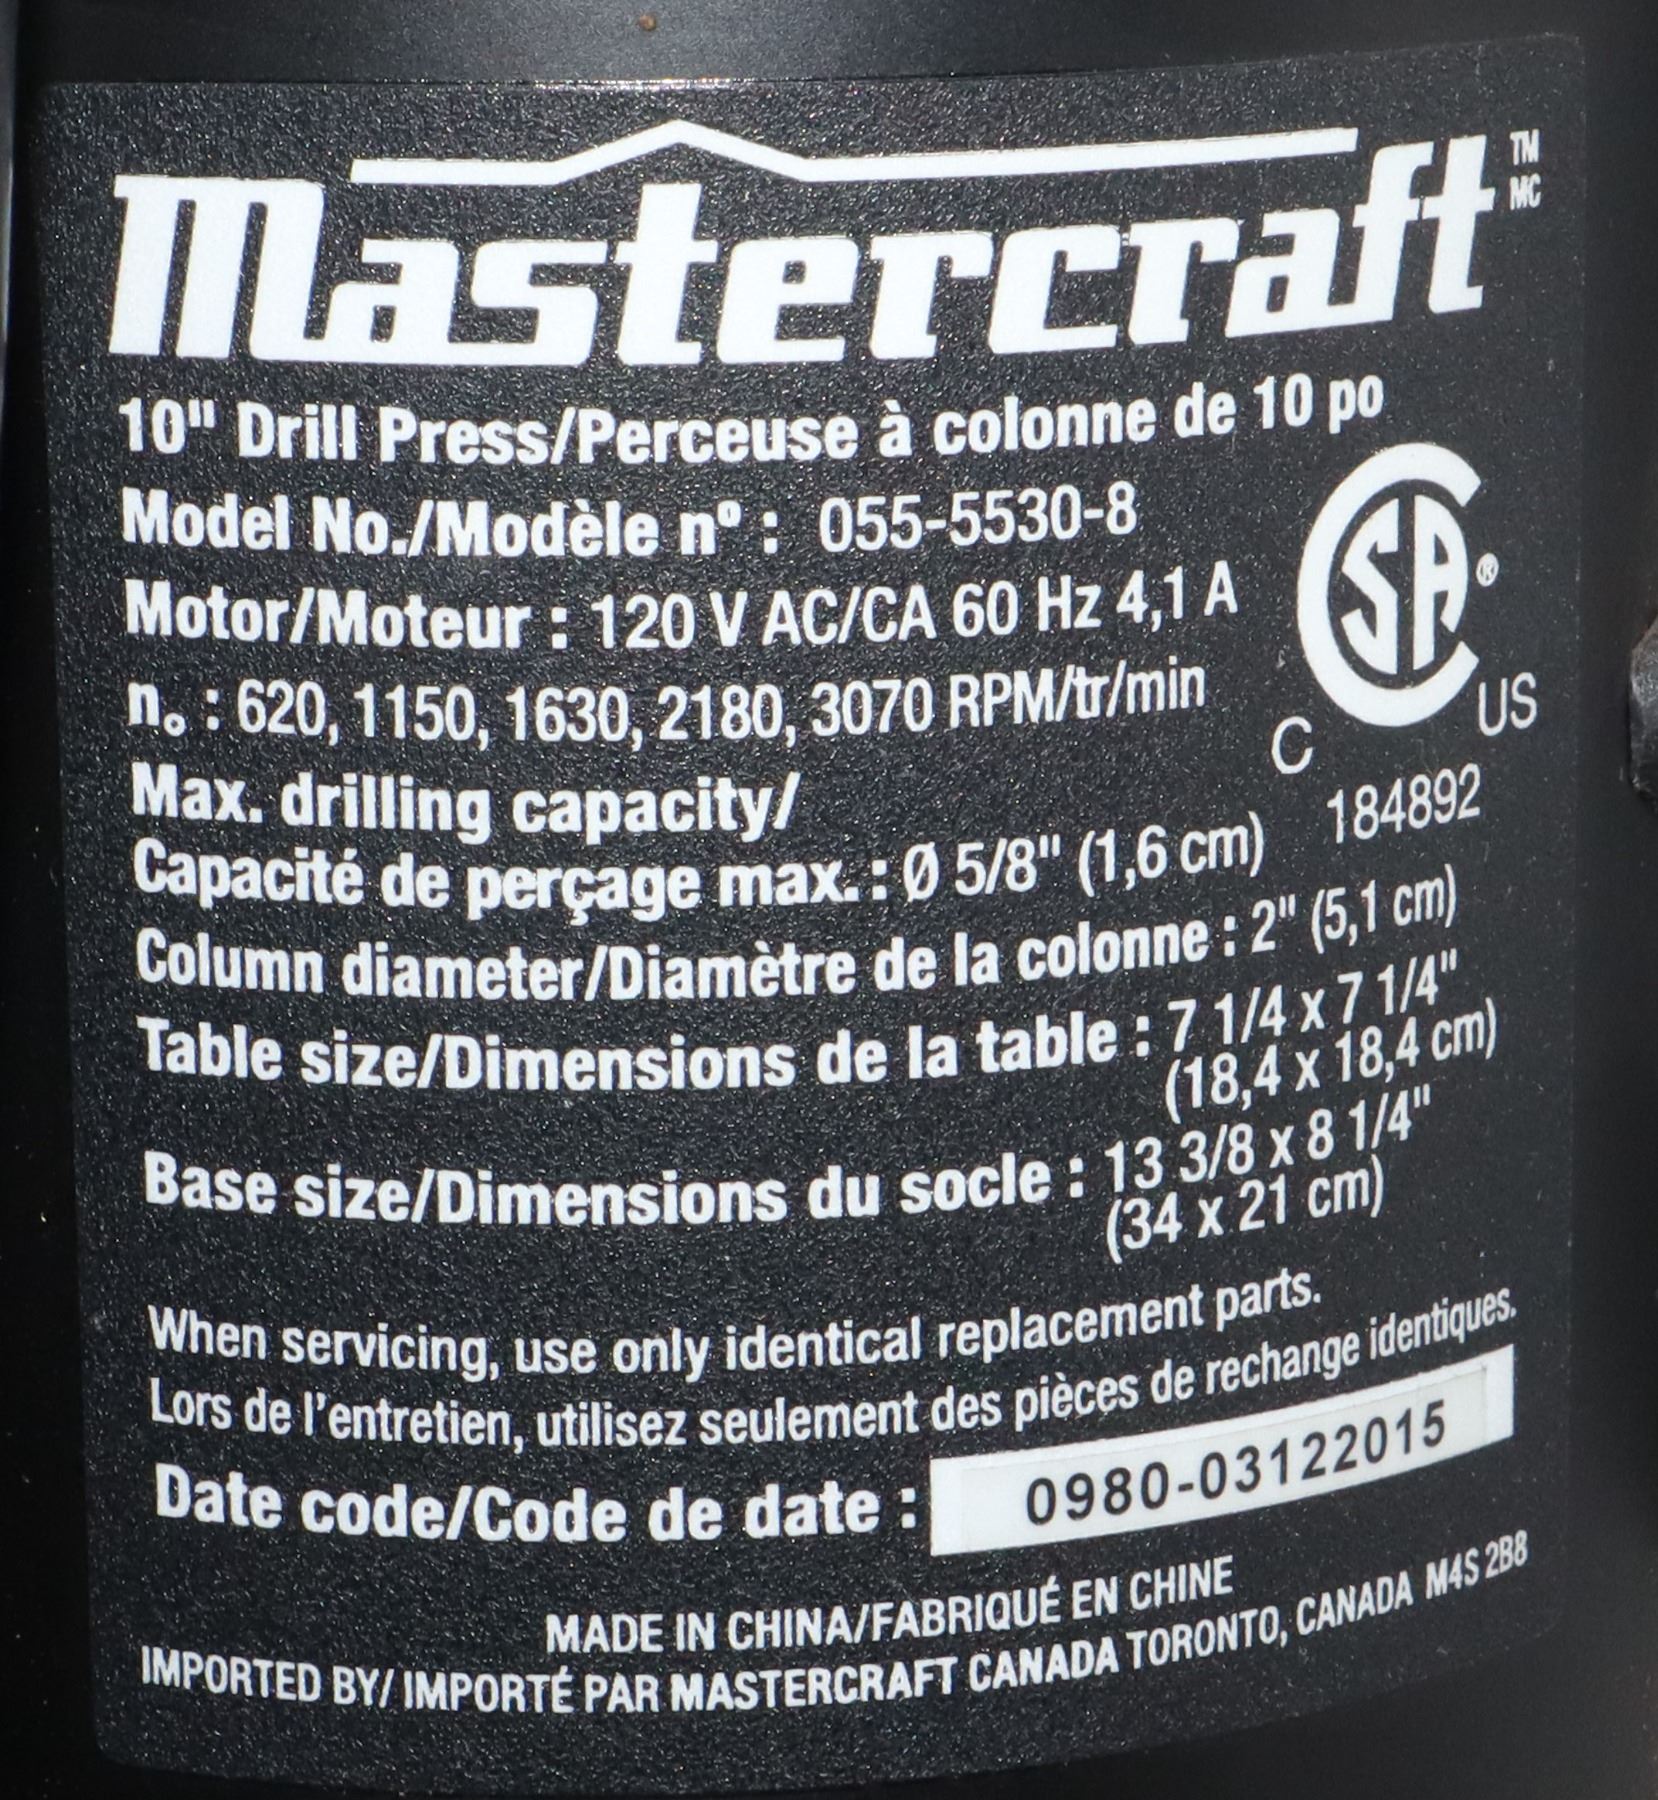 Mastercraft TM MC
10" Drill Press/Perceuse à colonne de 10 po
Model No./Modèle nº : 055-5530-8
Motor/Moteur : 120 V AC/CA 60 Hz 4,1 A
n₀ : 620, 1150, 1630, 2180, 3070 RPM/tr/min
C SA® US
184892
Max. drilling capacity/
Capacité de perçage max. : Ø 5/8" (1,6 cm)
Column diameter/Diamètre de la colonne : 2" (5,1 cm)
Table size/Dimensions de la table : 7 1/4 x 7 1/4"
(18,4 x 18,4 cm)
Base size/Dimensions du socle : 13 3/8 x 8 1/4"
(34 x 21 cm)
When servicing, use only identical replacement parts.
Lors de l'entretien, utilisez seulement des pièces de rechange identiques.
Date code/Code de date : 0980-03122015
MADE IN CHINA/FABRIQUÉ EN CHINE
IMPORTED BY/ IMPORTÉ PAR MASTERCRAFT CANADA TORONTO, CANADA M4S 2B8